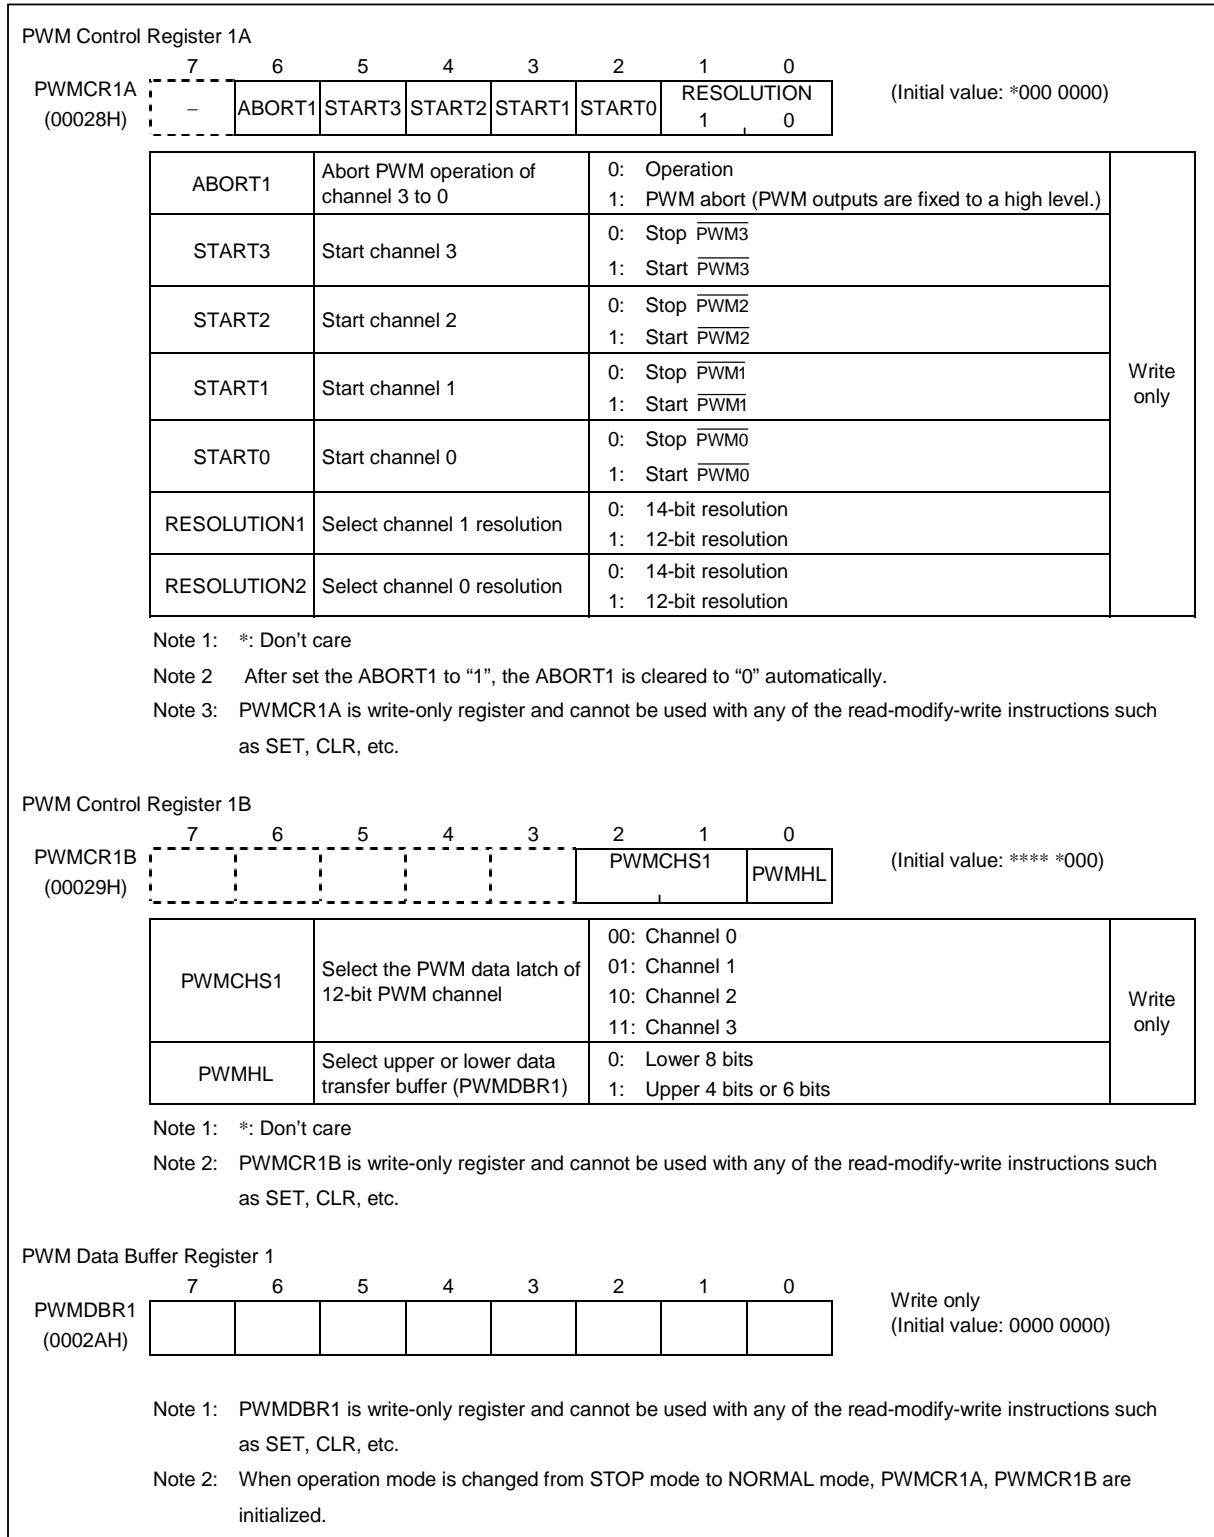 PWM Control Register 1A
7 6 5 4 3 2 1 0
PWMCR1A
(00028H)
– ABORT1 START3 START2 START1 START0 RESOLUTION
1 0
(Initial value: *000 0000)
ABORT1
Abort PWM operation of
channel 3 to 0
0: Operation
1: PWM abort (PWM outputs are fixed to a high level.)
START3
Start channel 3
0: Stop PWM3
1: Start PWM3
START2
Start channel 2
0: Stop PWM2
1: Start PWM2
START1
Start channel 1
0: Stop PWM1
1: Start PWM1
START0
Start channel 0
0: Stop PWM0
1: Start PWM0
RESOLUTION1
Select channel 1 resolution
0: 14-bit resolution
1: 12-bit resolution
RESOLUTION2
Select channel 0 resolution
0: 14-bit resolution
1: 12-bit resolution
Write
only
Note 1: *: Don’t care
Note 2 After set the ABORT1 to “1”, the ABORT1 is cleared to “0” automatically.
Note 3: PWMCR1A is write-only register and cannot be used with any of the read-modify-write instructions such
as SET, CLR, etc.
PWM Control Register 1B
7 6 5 4 3 2 1 0
PWMCR1B
(00029H)
PWMCHS1 PWMHL
(Initial value: **** *000)
PWMCHS1
Select the PWM data latch of
12-bit PWM channel
00: Channel 0
01: Channel 1
10: Channel 2
11: Channel 3
PWMHL
Select upper or lower data
transfer buffer (PWMDBR1)
0: Lower 8 bits
1: Upper 4 bits or 6 bits
Write
only
Note 1: *: Don’t care
Note 2: PWMCR1B is write-only register and cannot be used with any of the read-modify-write instructions such
as SET, CLR, etc.
PWM Data Buffer Register 1
7 6 5 4 3 2 1 0
PWMDBR1
(0002AH)
Write only
(Initial value: 0000 0000)
Note 1: PWMDBR1 is write-only register and cannot be used with any of the read-modify-write instructions such
as SET, CLR, etc.
Note 2: When operation mode is changed from STOP mode to NORMAL mode, PWMCR1A, PWMCR1B are
initialized.